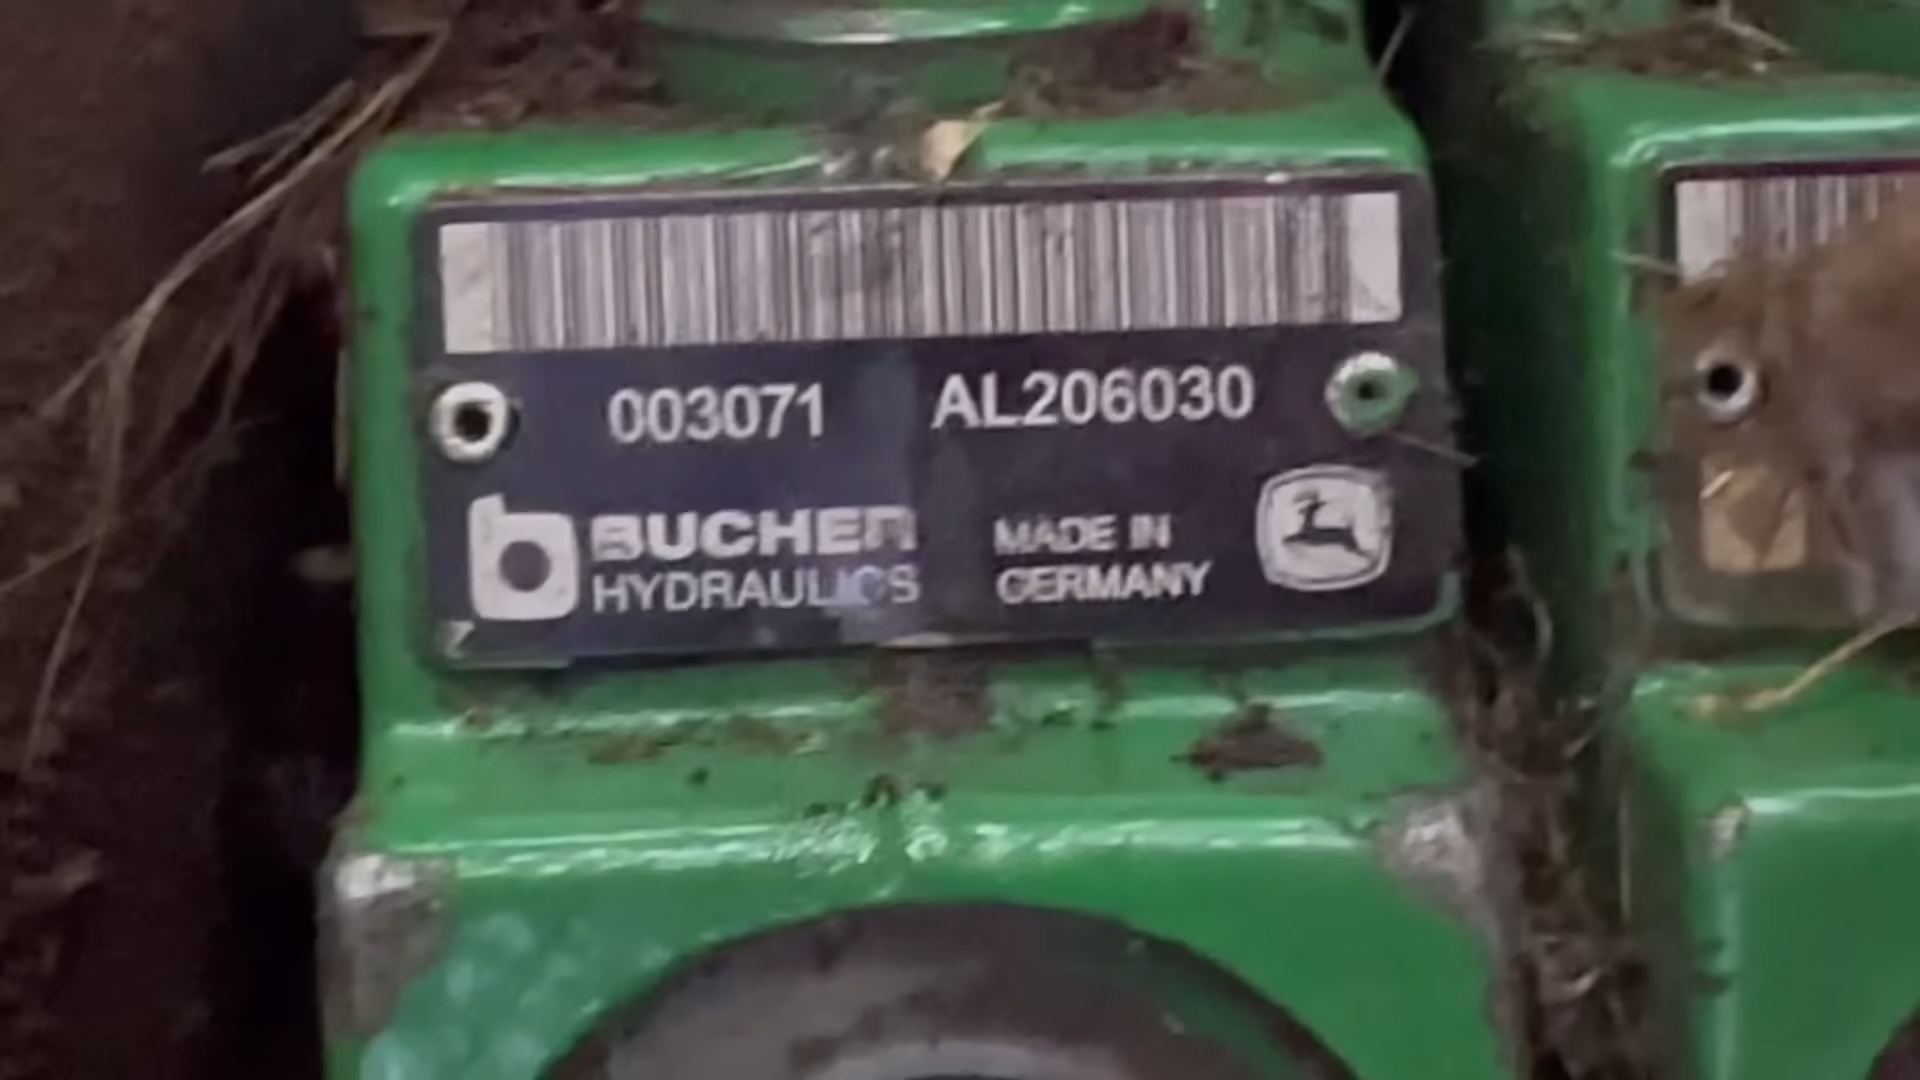 003071 AL206030
BUCHER
HYDRAULICS
MADE IN
GERMANY